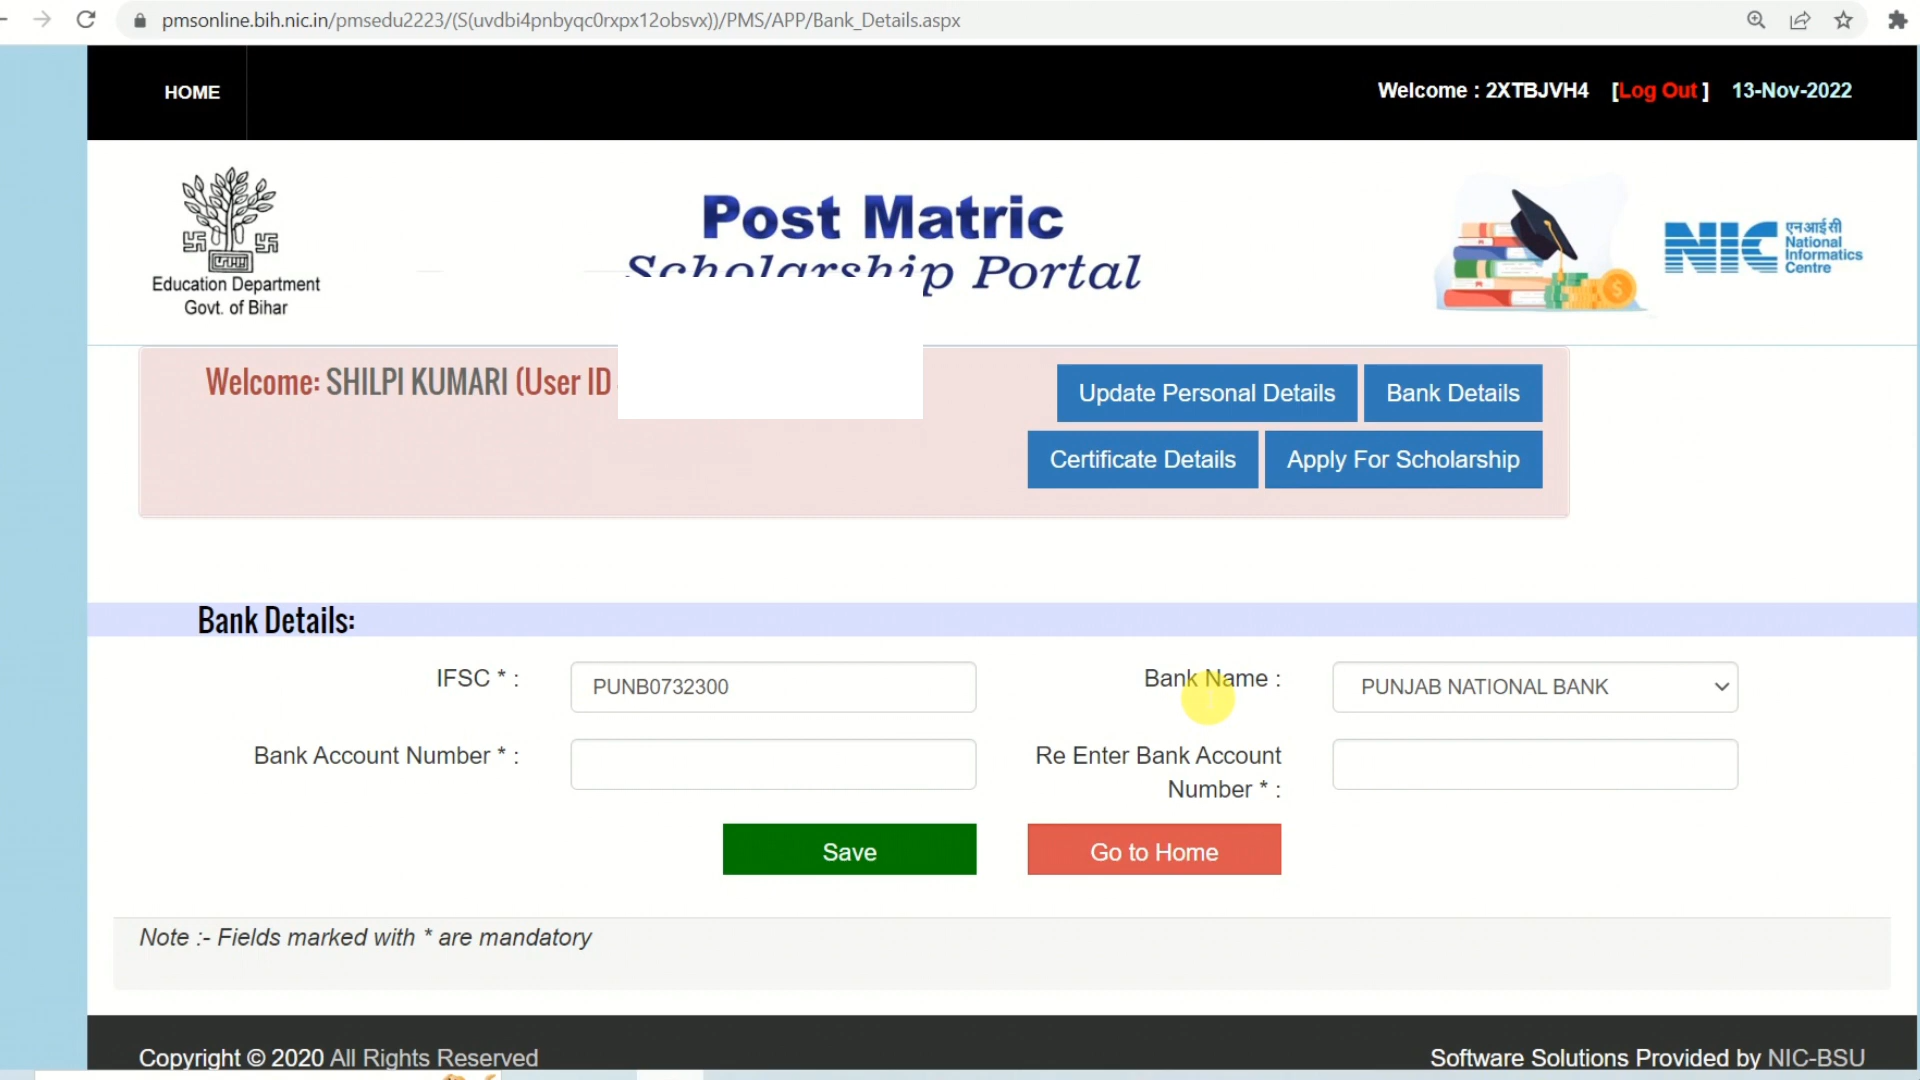 pmsonline.bih.nic.in/pmsedu2223/(S(uvdbi4pnbyqc0rxpx12obsvx))/PMS/APP/Bank_Details.aspx
HOME
Welcome : 2XTBJVH4 [Log Out ] 13-Nov-2022
Education Department
Govt. of Bihar
Post Matric
Scholarship Portal
NIC
एन आई सी
National
Informatics
Centre
Welcome: SHILPI KUMARI (User ID
Update Personal Details
Bank Details
Certificate Details
Apply For Scholarship
Bank Details:
IFSC * :
PUNB0732300
Bank Name :
PUNJAB NATIONAL BANK
Bank Account Number * :
Re Enter Bank Account
Number * :
Save
Go to Home
Note :- Fields marked with * are mandatory
Copyright © 2020 All Rights Reserved
Software Solutions Provided by NIC-BSU